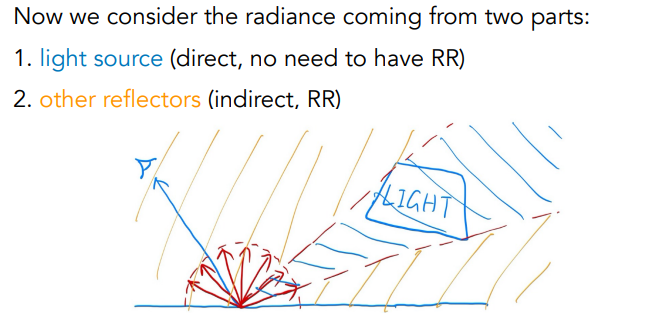 Now we consider the radiance coming from two parts:
1. light source (direct, no need to have RR)
2. other reflectors (indirect, RR)
LIGHT